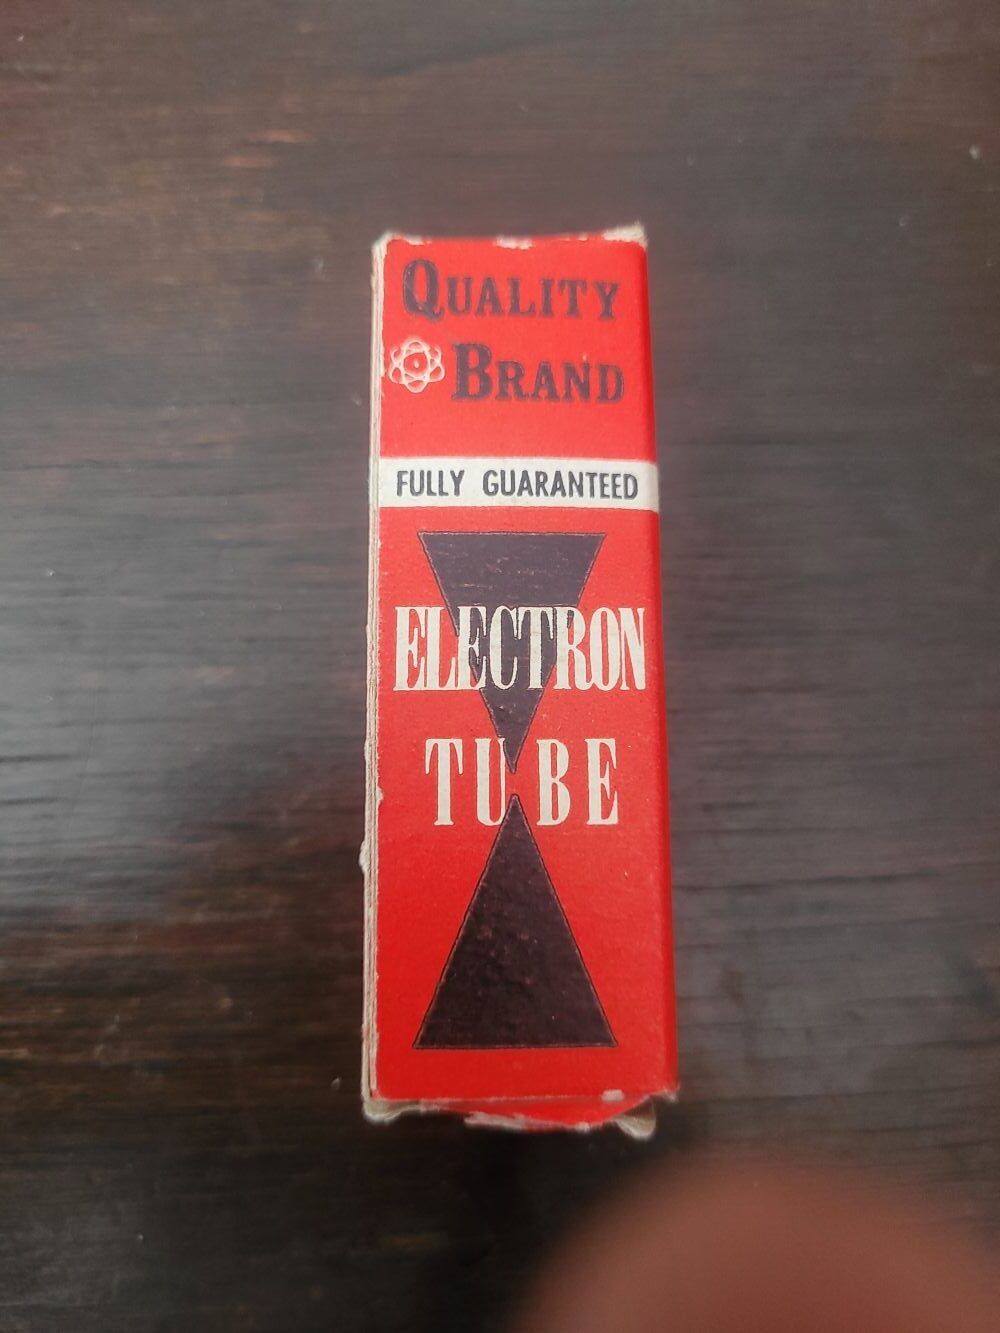 QUALITY
BRAND
FULLY GUARANTEED
ELECTRON
TUBE